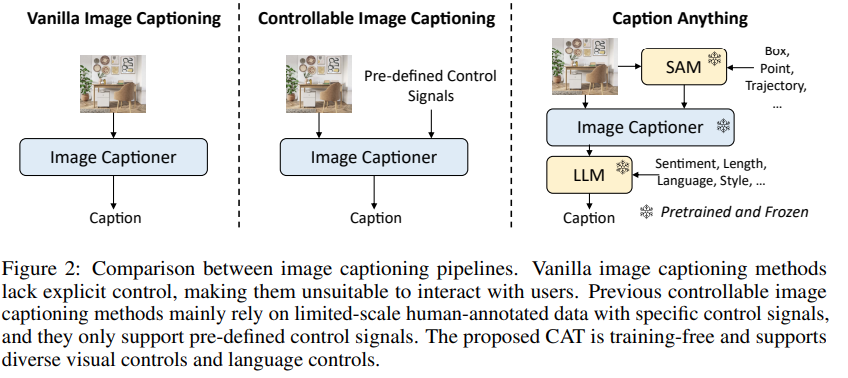 Vanilla Image Captioning
Image Captioner
Caption
Controllable Image Captioning
Pre-defined Control
Signals
Image Captioner
Caption
Caption Anything
SAM
Box,
Point,
Trajectory,
...
Image Captioner
LLM
Sentiment, Length,
Language, Style, ...
Caption
Pretrained and Frozen
Figure 2: Comparison between image captioning pipelines. Vanilla image captioning methods
lack explicit control, making them unsuitable to interact with users. Previous controllable image
captioning methods mainly rely on limited-scale human-annotated data with specific control signals,
and they only support pre-defined control signals. The proposed CAT is training-free and supports
diverse visual controls and language controls.